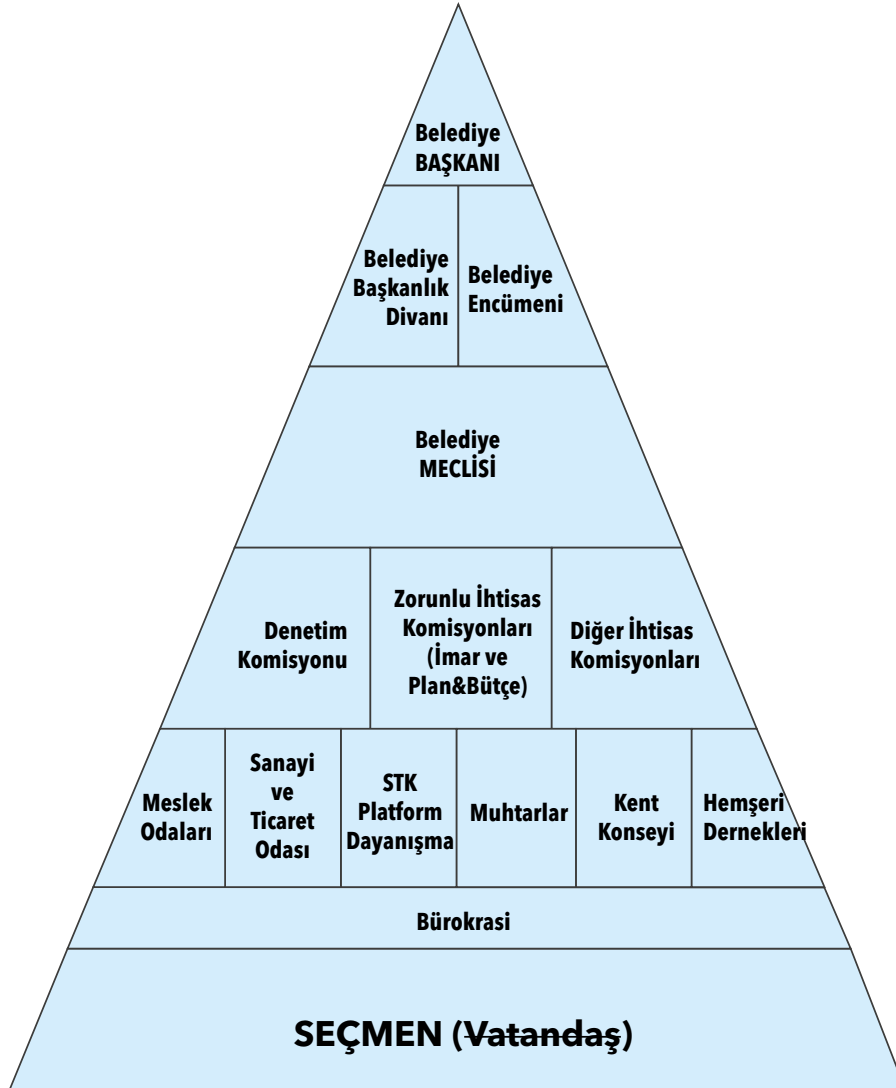 Belediye
BAŞKANI
Belediye
Başkanlık
Divanı
Belediye
Encümeni
Belediye
MECLİSİ
Denetim
Komisyonu
Zorunlu İhtisas
Komisyonları
(İmar ve
Plan&Bütçe)
Diğer İhtisas
Komisyonları
Meslek
Odaları
Sanayi
ve
Ticaret
Odası
STK
Platform
Dayanışma
Muhtarlar
Kent
Konseyi
Hemşeri
Dernekleri
Bürokrasi
SEÇMEN (Vatandaş)